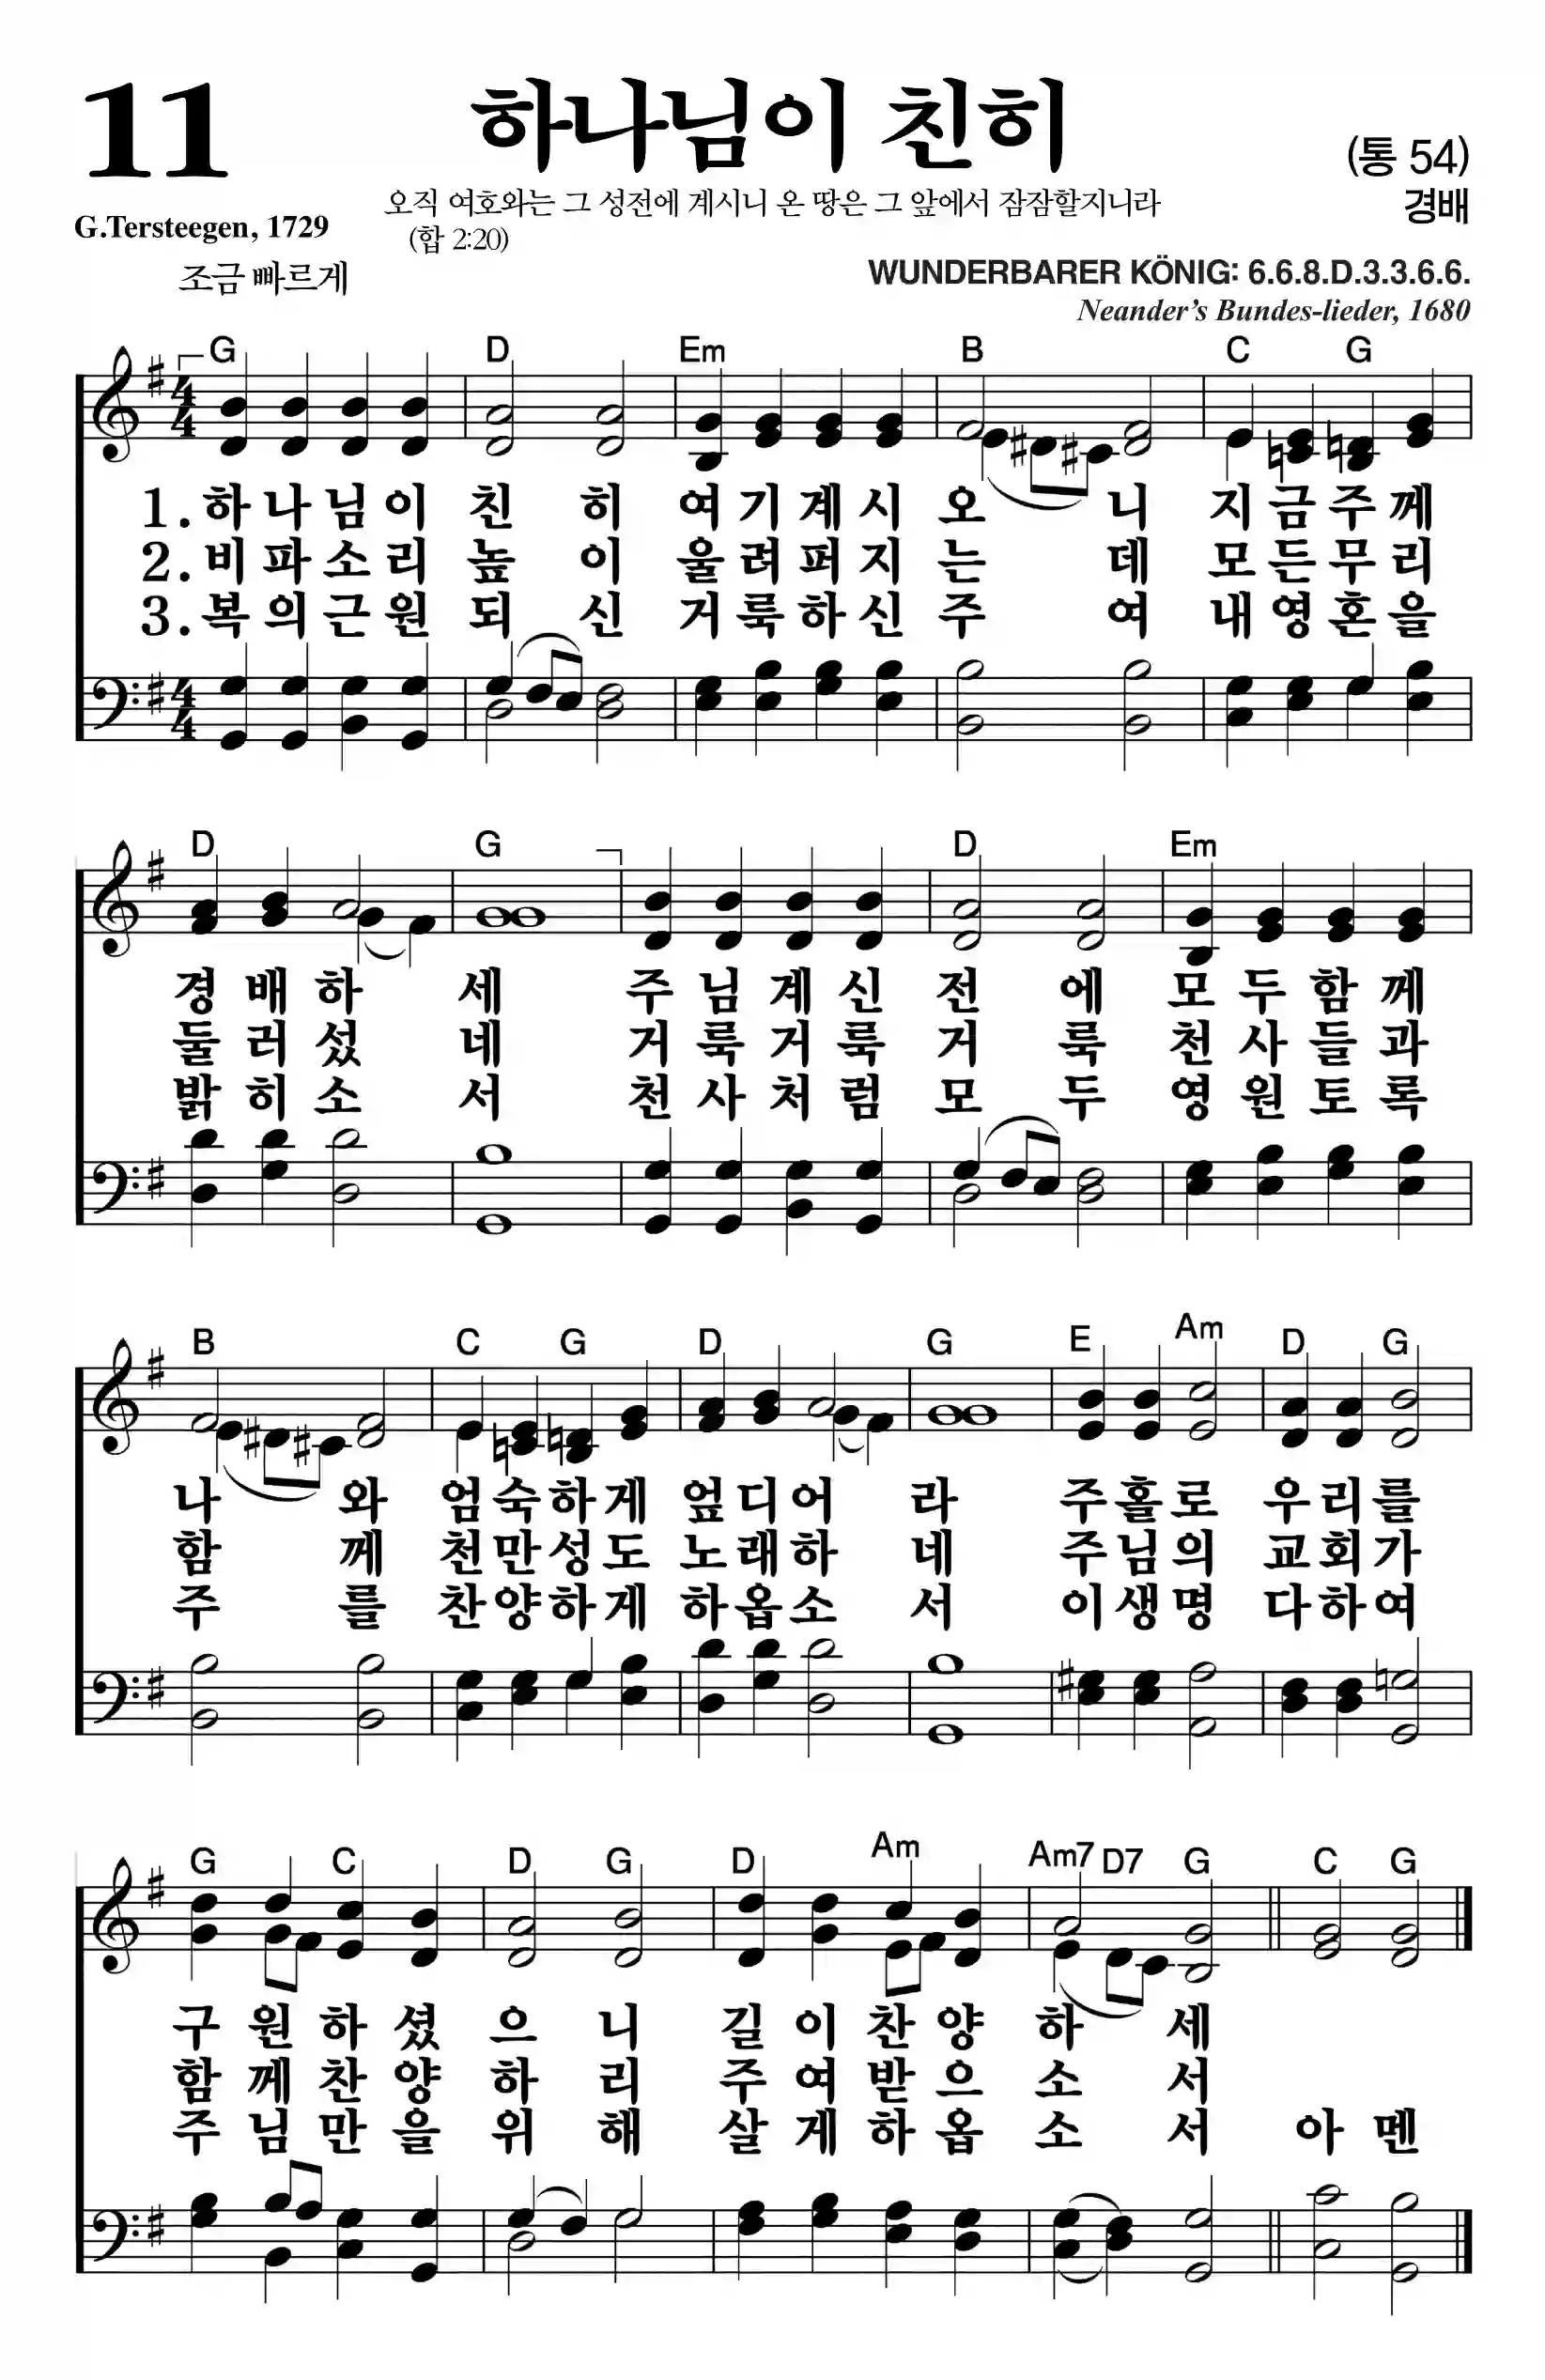 11
하나님이 친히
(통 54)
오직 여호와는 그 성전에 계시니 온 땅은 그 앞에서 잠잠할지니라
(합 2:20)
경배
G.Tersteegen, 1729
조금 빠르게
WUNDERBARER KÖNIG: 6.6.8.D.3.3.6.6.
Neander's Bundes-lieder, 1680
G D Em B C G
1.하나님이 친 히 여기계시 오 니 지금주께
2.비파소리 높 이 울려퍼지 는 데 모든무리
3.복의근원 되 신 거룩하신 주 여 내영혼을
D G D Em
경배하 세 주님계신 전 에 모두함께
둘러섰 네 거룩거룩 거 룩 천사들과
밝히소 서 천사처럼 모 두 영원토록
B C G D G E Am D G
나 와 엄숙하게 엎디어 라 주홀로 우리를
함 께 천만성도 노래하 네 주님의 교회가
주 를 찬양하게 하옵소 서 이생명 다하여
G C D G D Am Am7 D7 G C G
구원하셨 으 니 길이찬양 하 세
함께찬양 하 리 주여받으 소 서
주님만을 위 해 살게하옵 소 서 아 멘